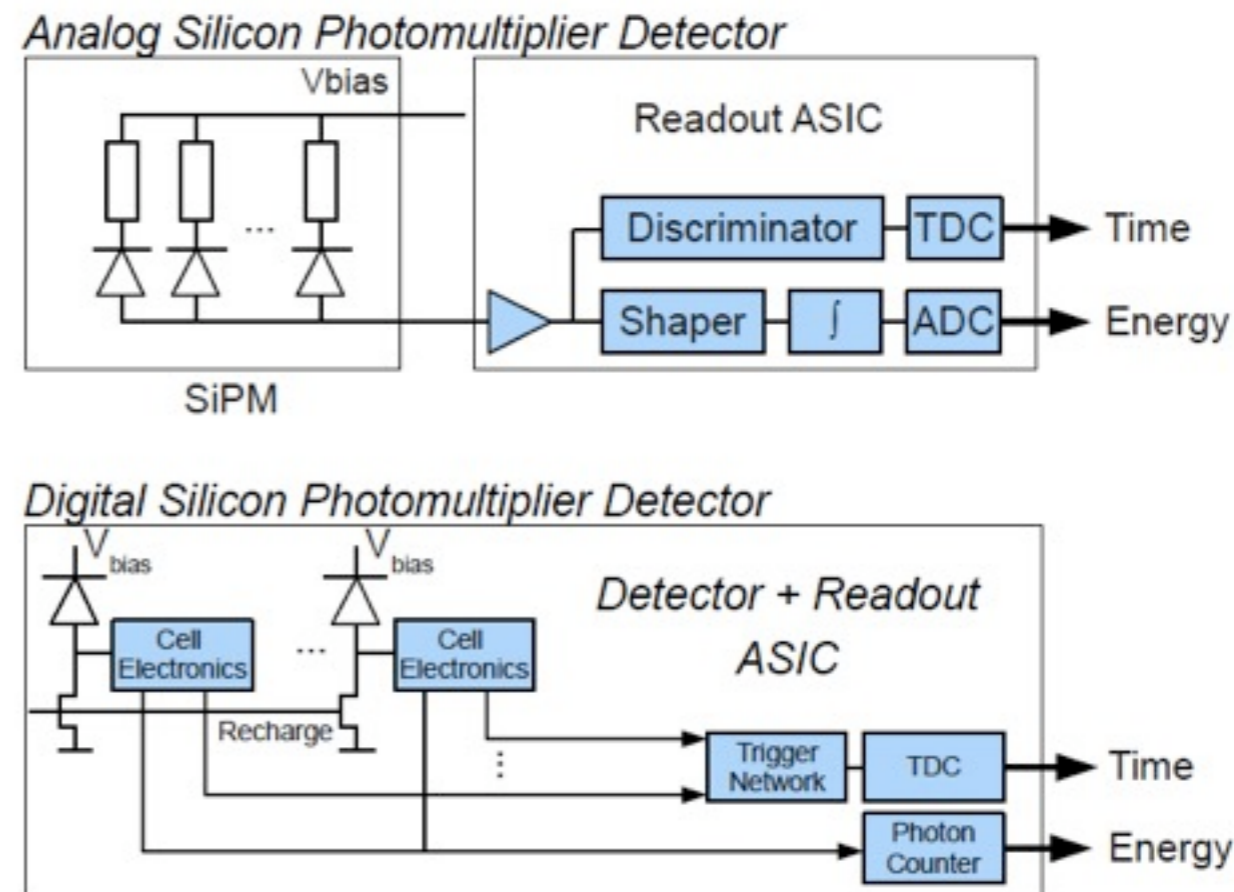 Analog Silicon Photomultiplier Detector
Vbias
Readout ASIC
...
Discriminator
TDC
Time
Shaper
∫
ADC
Energy
SiPM
Digital Silicon Photomultiplier Detector
Vbias
Vbias
Detector + Readout
ASIC
Cell
Electronics
...
Cell
Electronics
Recharge
...
Trigger
Network
TDC
Time
Photon
Counter
Energy